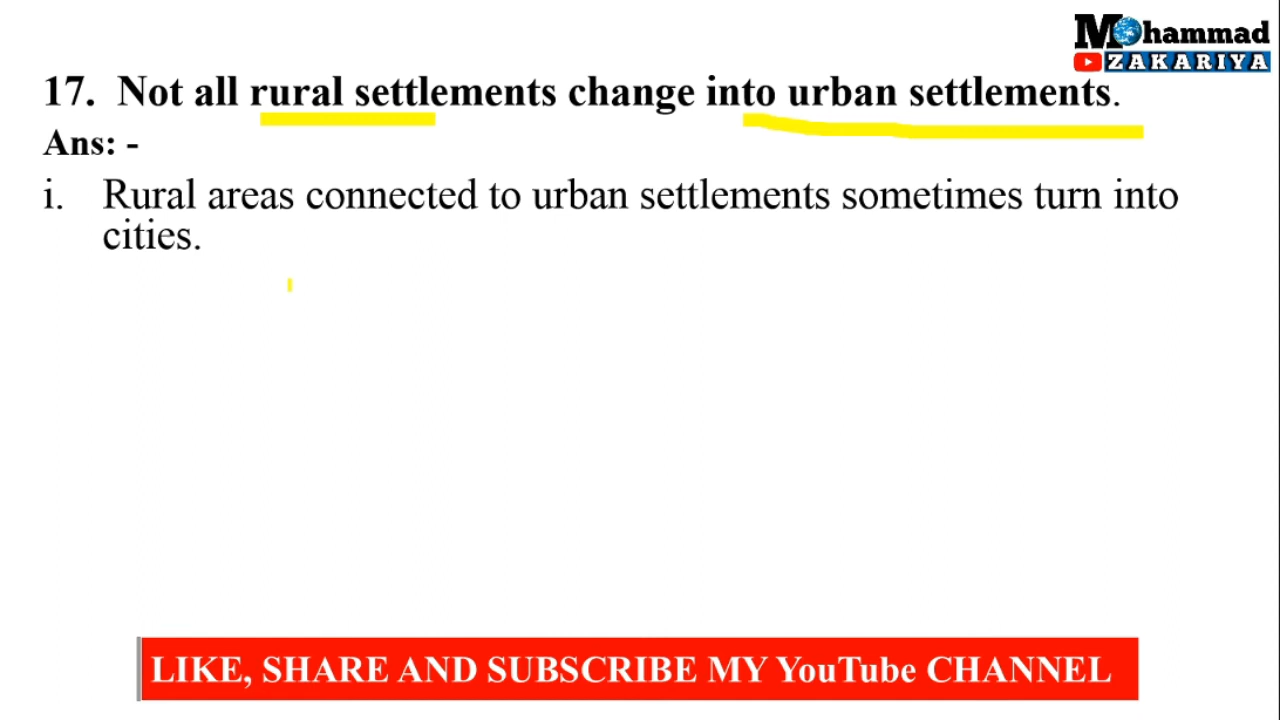 Mohammad
ZAKARIYA
17. Not all rural settlements change into urban settlements.
Ans: -
i. Rural areas connected to urban settlements sometimes turn into
cities.
LIKE, SHARE AND SUBSCRIBE MY YouTube CHANNEL